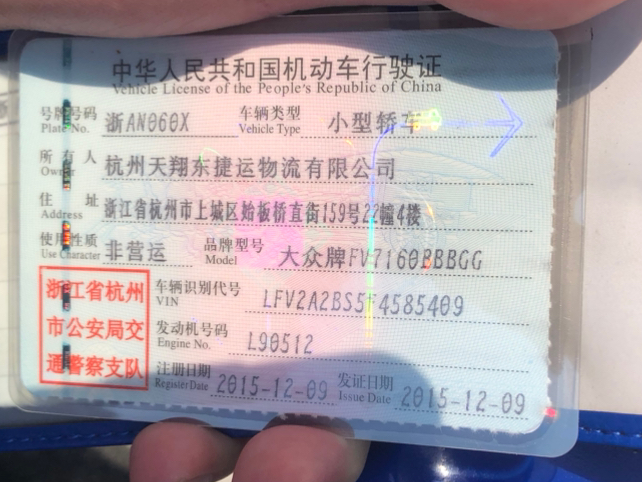 中华人民共和国机动车行驶证
Vehicle License of the People's Republic of China
号牌号码 浙AN060X 车辆类型 小型轿车
Plate No. Vehicle Type
所有人 杭州天翔东捷运物流有限公司
Owner
住址 浙江省杭州市上城区始板桥直街159号22幢4楼
Address
使用性质 非营运 品牌型号 大众牌FV7160BBBGG
Use Character Model
浙江省杭州
市公安局交
通警察支队
车辆识别代号 LFV2A2BS5F4585409
VIN
发动机号码 L90512
Engine No.
注册日期 2015-12-09 发证日期 2015-12-09
Register Date Issue Date